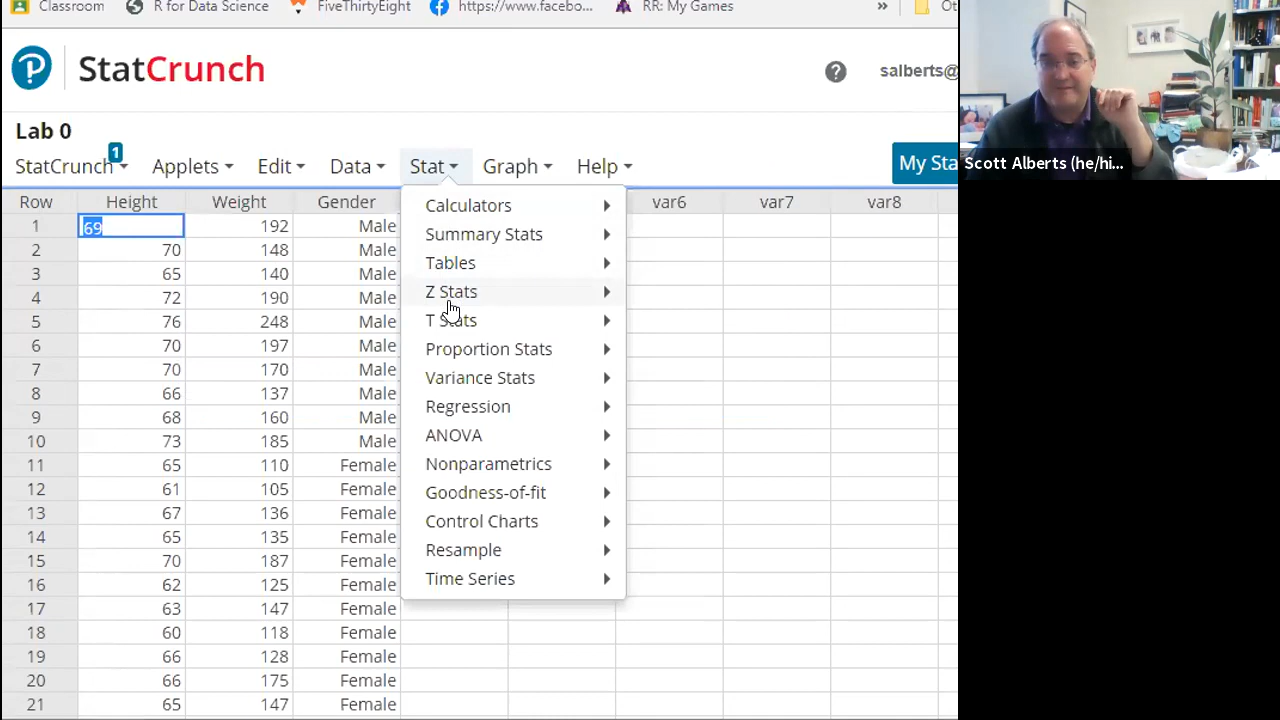 Classroom R for Data Science FiveThirtyEight https://www.facebo... RR: My Games » Ot
P StatCrunch ? salberts@
Lab 0
StatCrunch 1 Applets Edit Data Stat Graph Help My Sta
Row Height Weight Gender var6 var7 var8
1 69 192 Male
2 70 148 Male
3 65 140 Male
4 72 190 Male
5 76 248 Male
6 70 197 Male
7 70 170 Male
8 66 137 Male
9 68 160 Male
10 73 185 Male
11 65 110 Female
12 61 105 Female
13 67 136 Female
14 65 135 Female
15 70 187 Female
16 62 125 Female
17 63 147 Female
18 60 118 Female
19 66 128 Female
20 66 175 Female
21 65 147 Female
Calculators
Summary Stats
Tables
Z Stats
T Stats
Proportion Stats
Variance Stats
Regression
ANOVA
Nonparametrics
Goodness-of-fit
Control Charts
Resample
Time Series
Scott Alberts (he/hi...